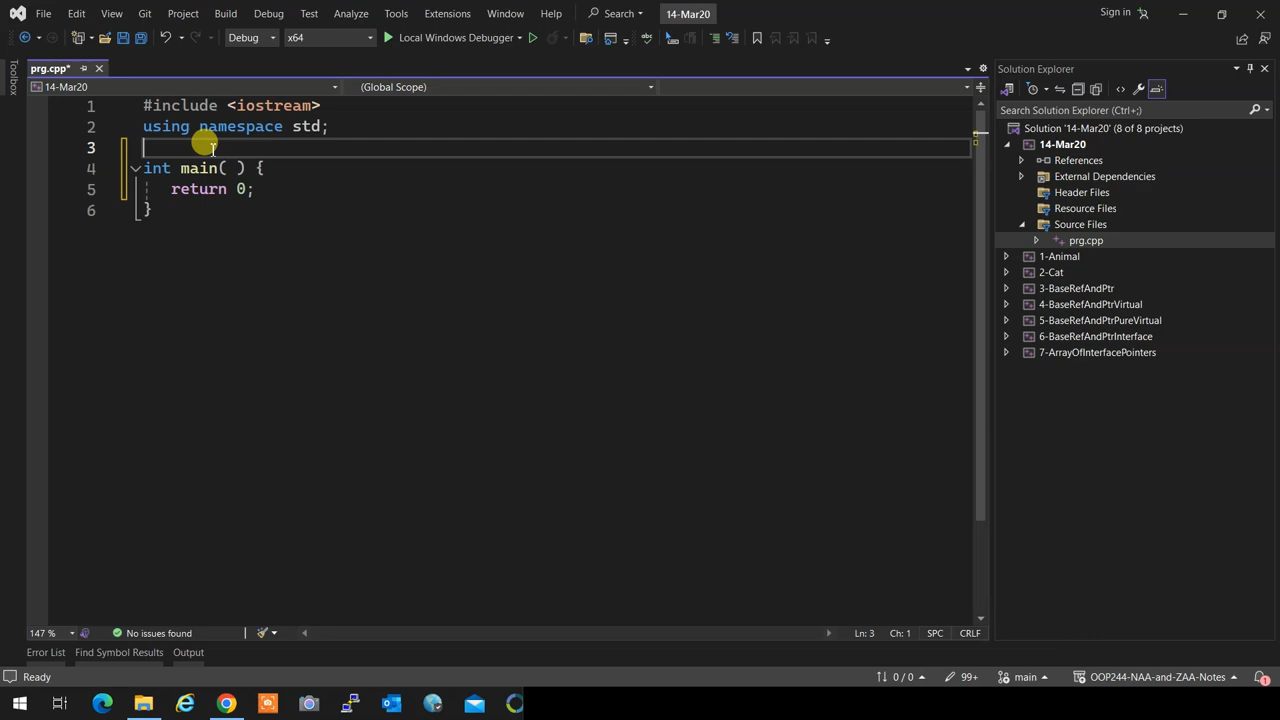 File Edit View Git Project Build Debug Test Analyze Tools Extensions Window Help Search 14-Mar20 Sign in
Debug x64 Local Windows Debugger
Toolbox
prg.cpp*
14-Mar20 (Global Scope)
1 #include <iostream>
2 using namespace std;
3
4 int main( ) {
5 return 0;
6 }
147 % No issues found Ln: 3 Ch: 1 SPC CRLF
Error List Find Symbol Results Output
Solution Explorer
Search Solution Explorer (Ctrl+;)
Solution '14-Mar20' (8 of 8 projects)
14-Mar20
References
External Dependencies
Header Files
Resource Files
Source Files
prg.cpp
1-Animal
2-Cat
3-BaseRefAndPtr
4-BaseRefAndPtrVirtual
5-BaseRefAndPtrPureVirtual
6-BaseRefAndPtrInterface
7-ArrayOfInterfacePointers
Ready 0 / 0 99+ main OOP244-NAA-and-ZAA-Notes 1